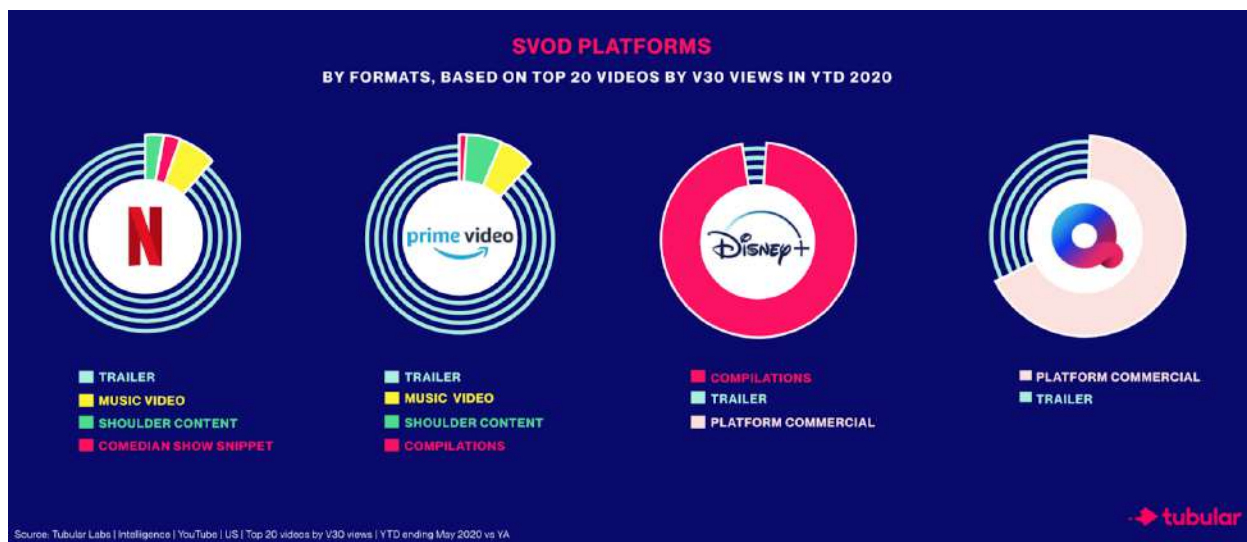 SVOD PLATFORMS
BY FORMATS, BASED ON TOP 20 VIDEOS BY V30 VIEWS IN YTD 2020
N
prime video
Disney+
TRAILER
MUSIC VIDEO
SHOULDER CONTENT
COMEDIAN SHOW SNIPPET
TRAILER
MUSIC VIDEO
SHOULDER CONTENT
COMPILATIONS
COMPILATIONS
TRAILER
PLATFORM COMMERCIAL
PLATFORM COMMERCIAL
TRAILER
tubular
Source: Tubular Labs | Intelligence | YouTube | US | Top 20 videos by V30 views | YTD ending May 2020 vs YA